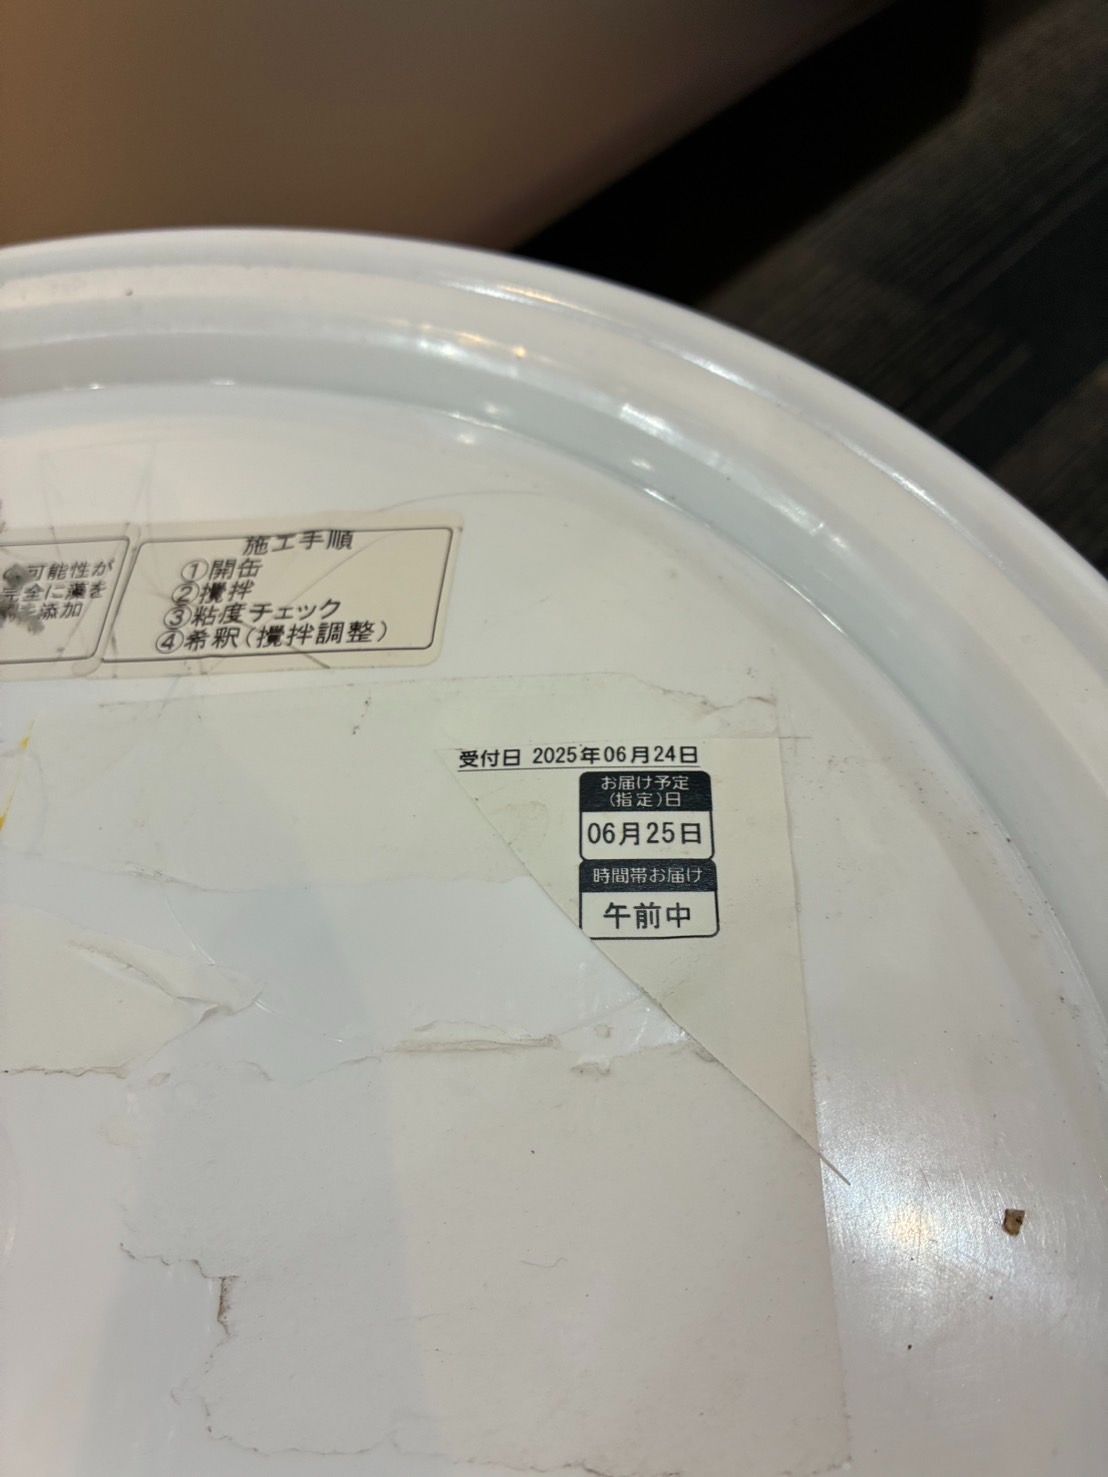 可能性が
完全に藻を
添加
施工手順
①開缶
②攪拌
③粘度チェック
④希釈(攪拌調整)
受付日 2025年06月24日
お届け予定
(指定)日
06月25日
時間帯お届け
午前中